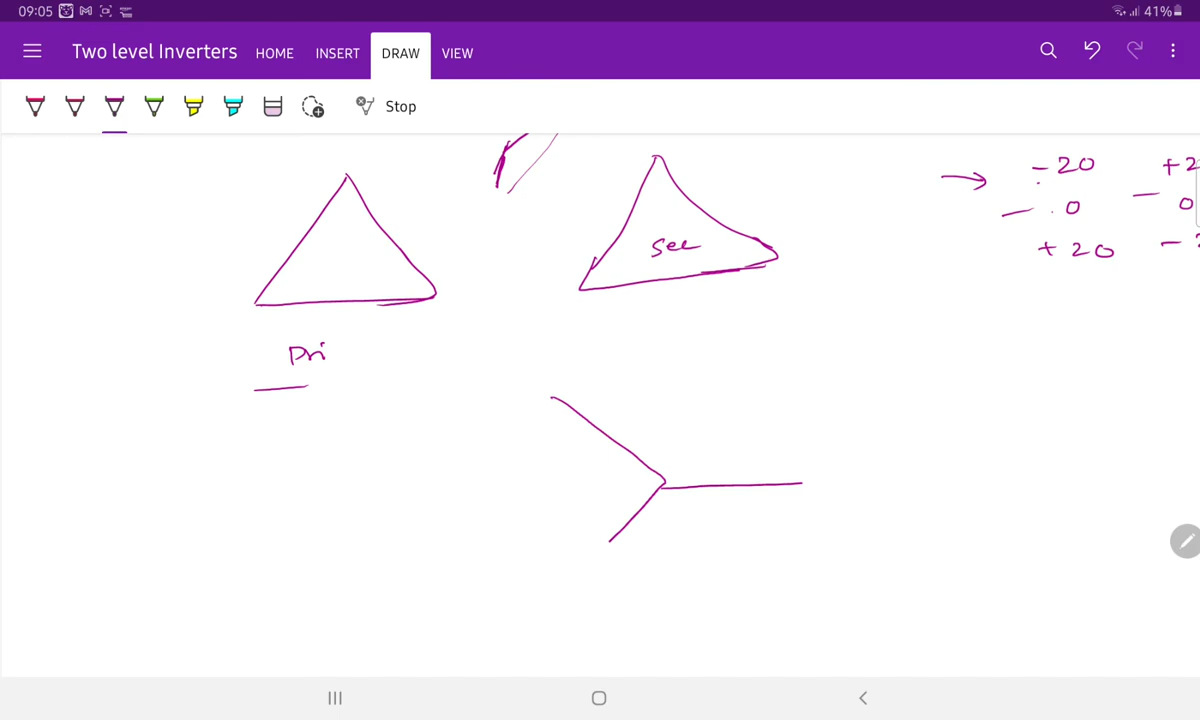 09:05 41%
Two level Inverters HOME INSERT DRAW VIEW
Stop
- 20 +2
- 0 - 0
+ 20 -
Sec
Pri